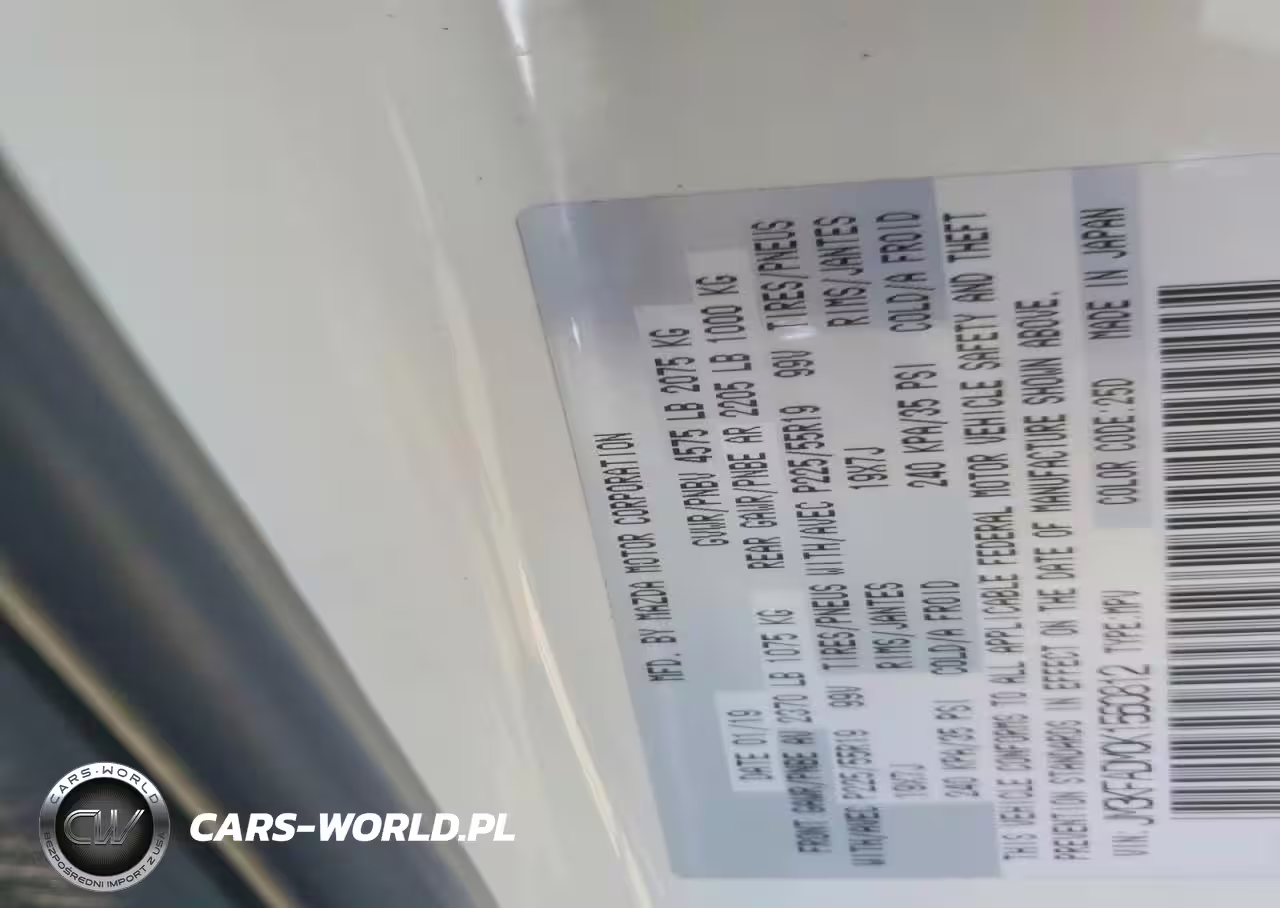 MFD. BY MAZDA MOTOR CORPORATION
DATE 01/19 GVWR/PNBV 4575 LB 2075 KG
FRONT GAWR/PNBE AV 2370 LB 1075 KG REAR GAWR/PNBE AR 2205 LB 1000 KG
WITH/AVEC P225/55R19 99V TIRES/PNEUS WITH/AVEC P225/55R19 99V TIRES/PNEUS
19X7J RIMS/JANTES 19X7J RIMS/JANTES
240 KPA/35 PSI COLD/A FROID 240 KPA/35 PSI COLD/A FROID
THIS VEHICLE CONFORMS TO ALL APPLICABLE FEDERAL MOTOR VEHICLE SAFETY AND THEFT
PREVENTION STANDARDS IN EFFECT ON THE DATE OF MANUFACTURE SHOWN ABOVE.
VIN: TYPE:MPV COLOR CODE:25D MADE IN JAPAN
CARS-WORLD
CW
BEZPOŚREDNI IMPORT Z USA
CARS-WORLD.PL